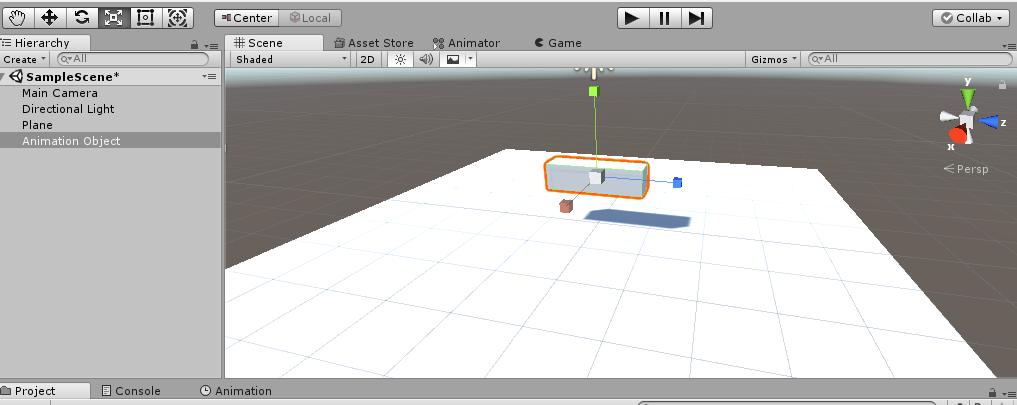 Center Local Collab
Hierarchy Scene Asset Store Animator Game
Create All Shaded 2D Gizmos All
SampleScene*
Main Camera
Directional Light
Plane
Animation Object
y
z
x
Persp
Project Console Animation